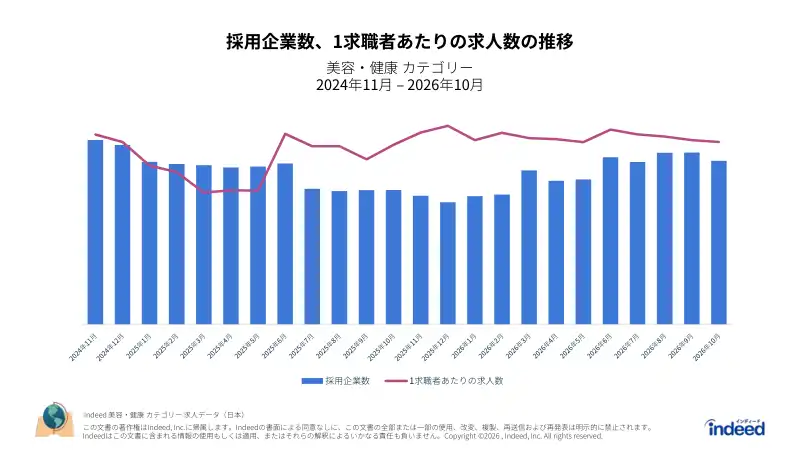 採用企業数、1求職者あたりの求人数の推移
美容・健康 カテゴリー
2024年11月 – 2026年10月
2024年11月
2024年12月
2025年1月
2025年2月
2025年3月
2025年4月
2025年5月
2025年6月
2025年7月
2025年8月
2025年9月
2025年10月
2025年11月
2025年12月
2026年1月
2026年2月
2026年3月
2026年4月
2026年5月
2026年6月
2026年7月
2026年8月
2026年9月
2026年10月
採用企業数
1求職者あたりの求人数
Indeed 美容・健康 カテゴリー 求人データ（日本）
この文書の著作権はIndeed, Inc.に帰属します。Indeedの書面による同意なしに、この文書の全部または一部の使用、改変、複製、再送信および再発表は明示的に禁止されます。
Indeedはこの文書に含まれる情報の使用もしくは適用、またはそれらの解釈によるいかなる責任も負いません。Copyright ©2026 , Indeed, Inc. All rights reserved.
インディード
indeed